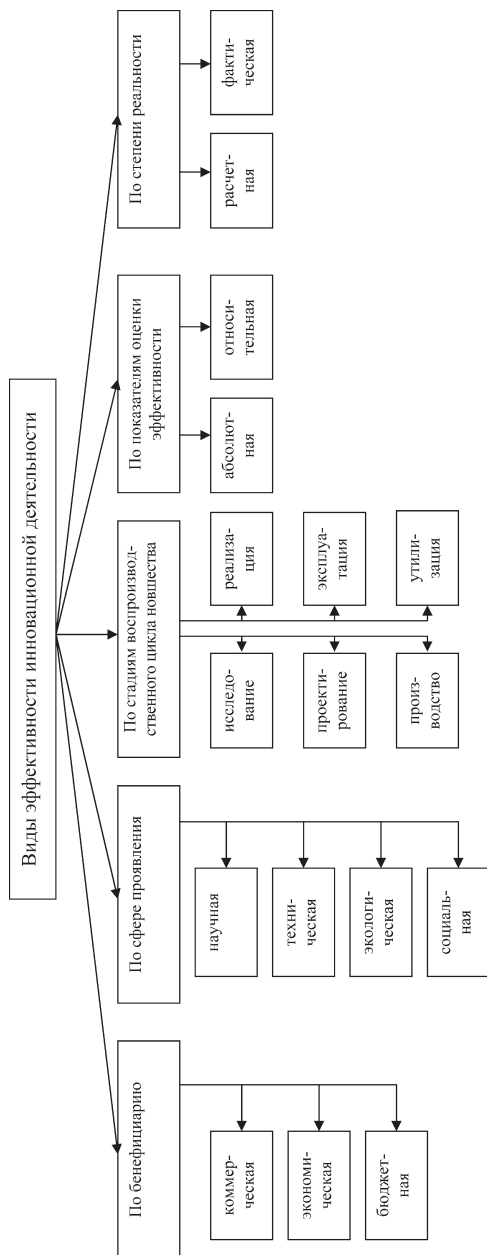 Виды эффективности инновационной деятельности
По бенефициарию
коммер-
ческая
экономи-
ческая
бюджет-
ная
По сфере проявления
научная
техни-
ческая
экологи-
ческая
социаль-
ная
По стадиям воспроизвод-
ственного цикла новшества
исследо-
вание
реализа-
ция
проекти-
рование
эксплуа-
тация
произ-
водство
утили-
зация
По показателям оценки
эффективности
абсолют-
ная
относи-
тельная
По степени реальности
расчет-
ная
факти-
ческая